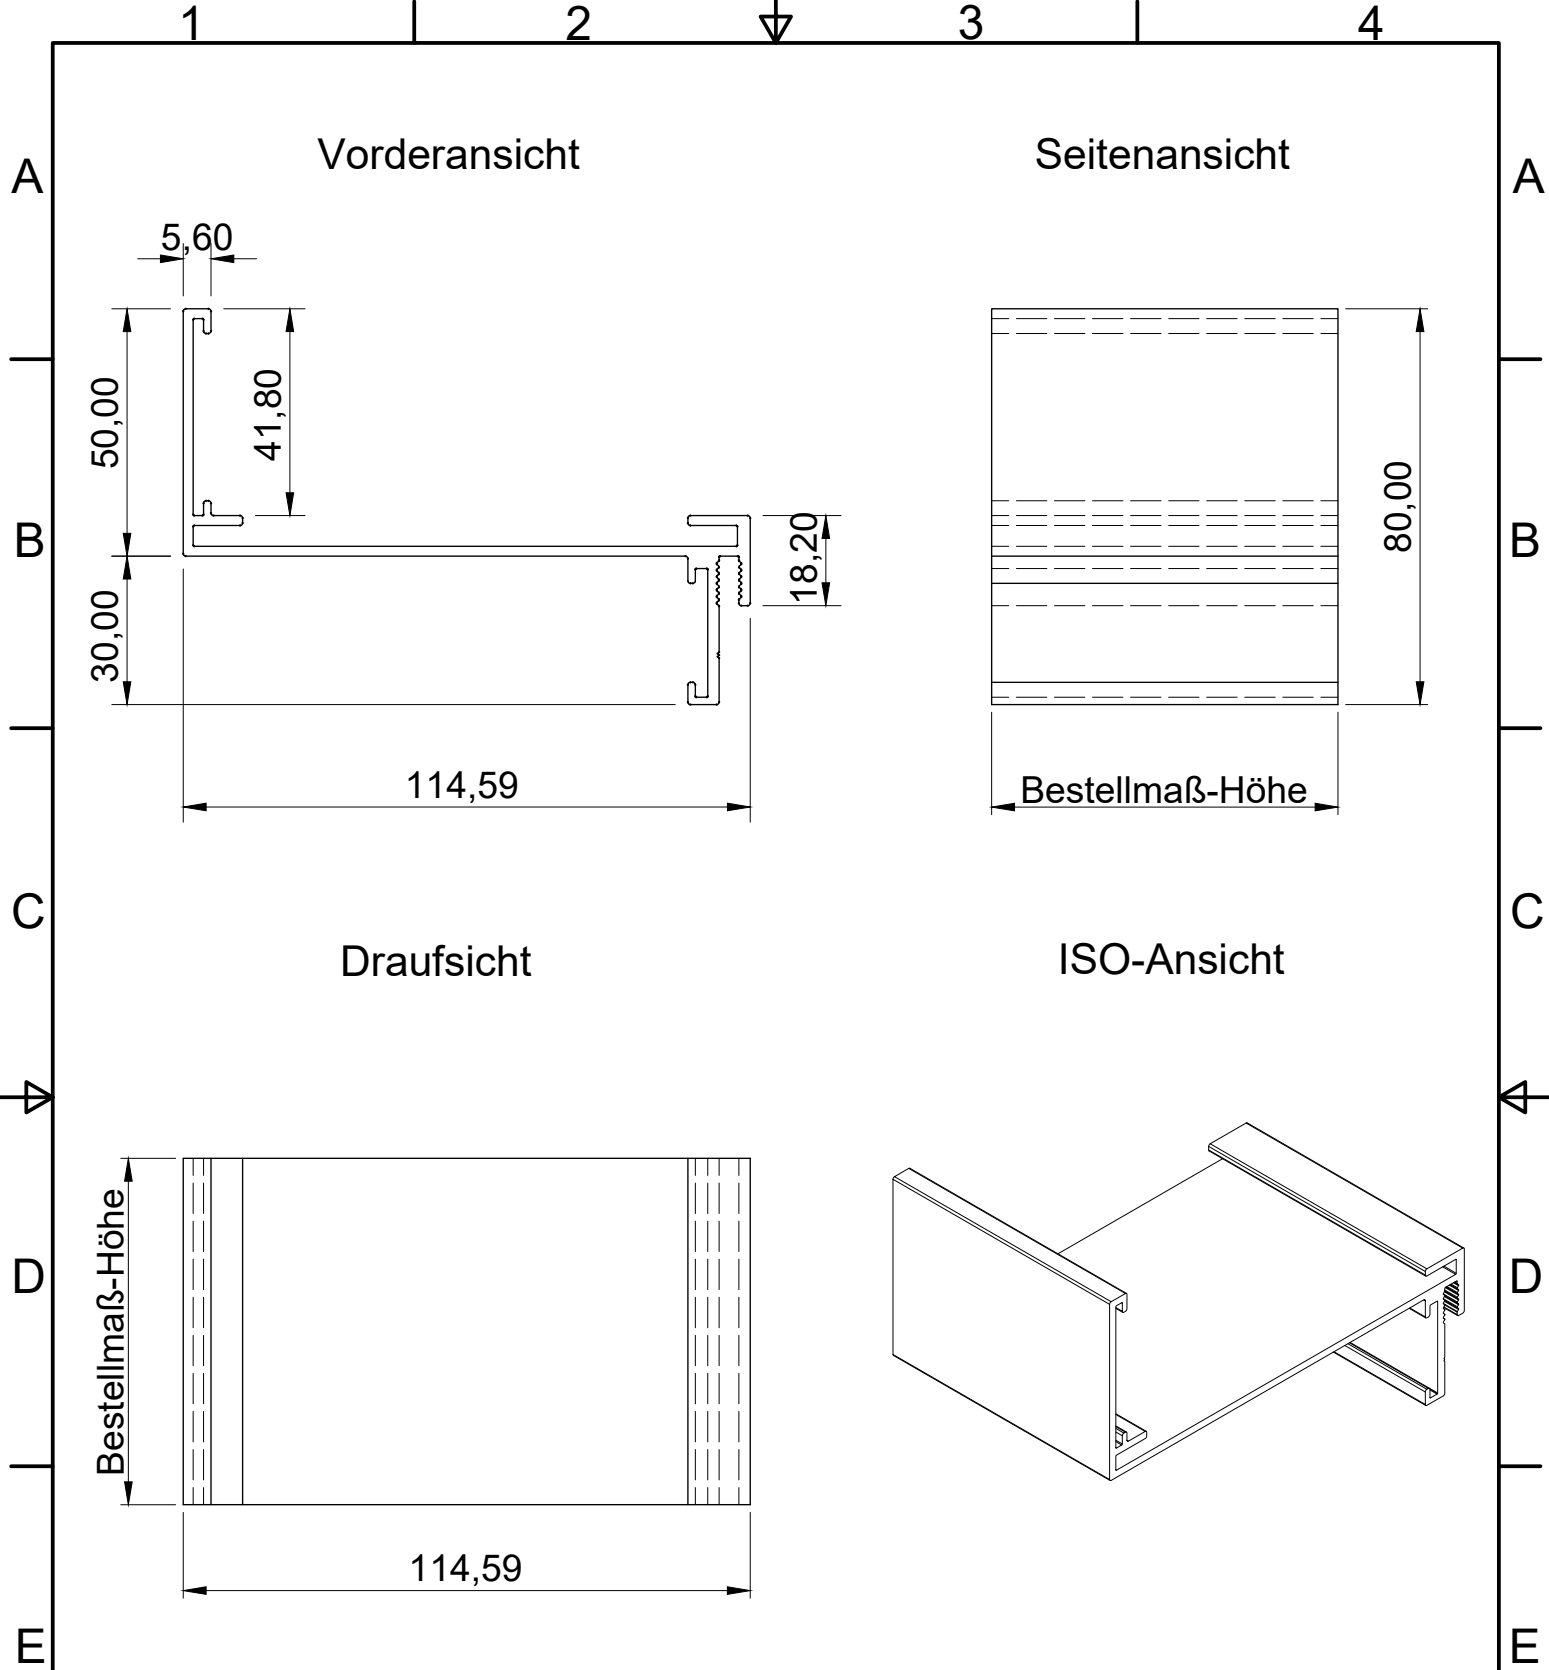 1 2 3 4
A A
Vorderansicht Seitenansicht
5,60
50,00
41,80
30,00
18,20
114,59
80,00
Bestellmaß-Höhe
B B
C C
Draufsicht ISO-Ansicht
Bestellmaß-Höhe
114,59
D D
E E